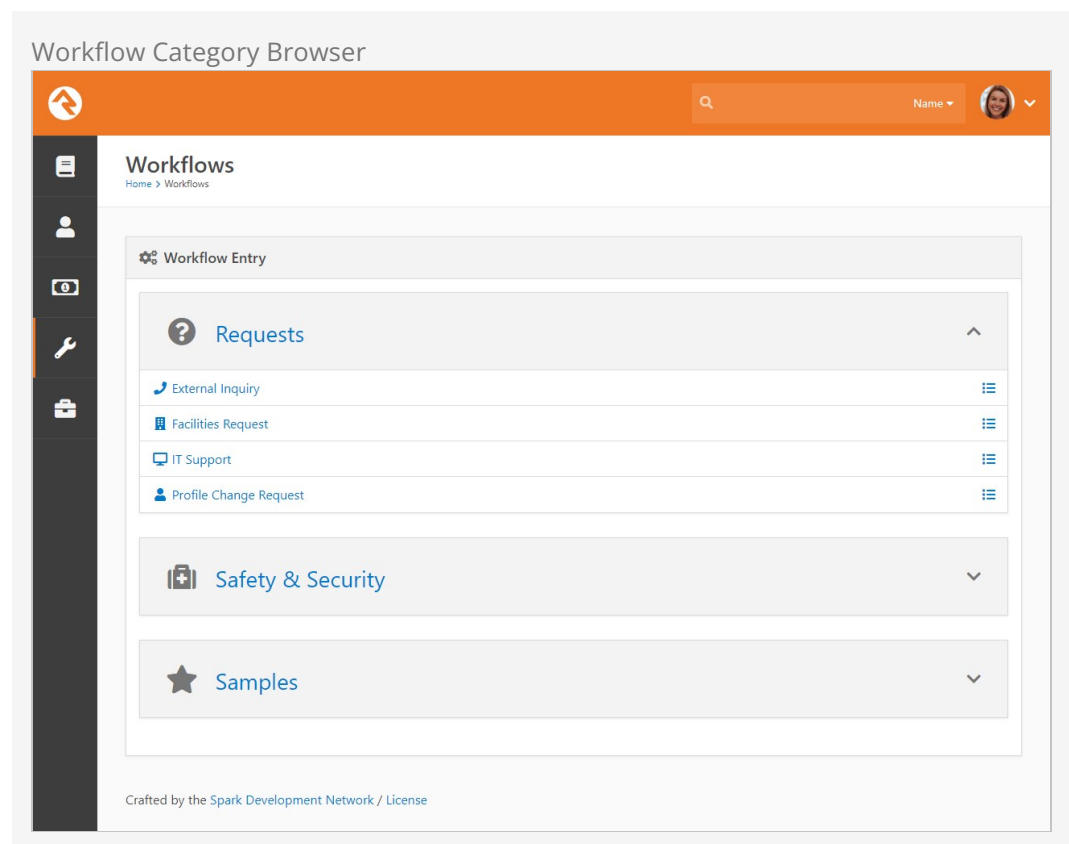 Workflow Category Browser
Name
Workflows
Home > Workflows
Workflow Entry
Requests
External Inquiry
Facilities Request
IT Support
Profile Change Request
Safety & Security
Samples
Crafted by the Spark Development Network / License